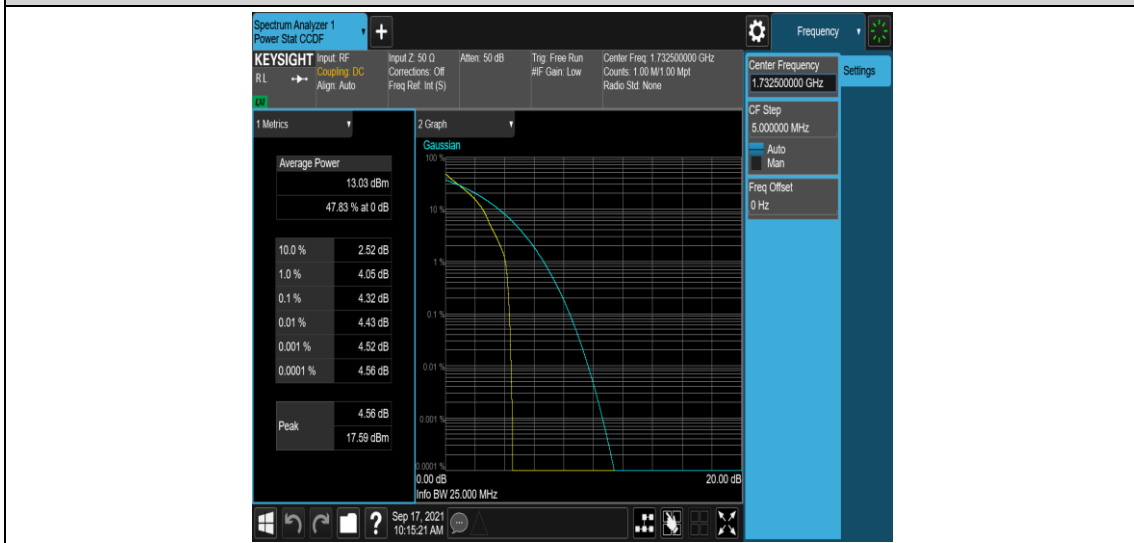 Spectrum Analyzer 1
Power Stat CCDF
+
Frequency
KEYSIGHT
RL
LXI
Input: RF
Coupling: DC
Align: Auto
Input Z: 50 Ω
Corrections: Off
Freq Ref: Int (S)
Atten: 50 dB
Trig: Free Run
#IF Gain: Low
Center Freq: 1.732500000 GHz
Counts: 1.00 M/1.00 Mpt
Radio Std: None
Center Frequency
1.732500000 GHz
Settings
CF Step
5.000000 MHz
Auto
Man
Freq Offset
0 Hz
1 Metrics
Average Power
13.03 dBm
47.83 % at 0 dB
10.0 % 2.52 dB
1.0 % 4.05 dB
0.1 % 4.32 dB
0.01 % 4.43 dB
0.001 % 4.52 dB
0.0001 % 4.56 dB
Peak
4.56 dB
17.59 dBm
2 Graph
Gaussian
100 %
10 %
1 %
0.1 %
0.01 %
0.001 %
0.0001 %
0.00 dB 20.00 dB
Info BW 25.000 MHz
?
Sep 17, 2021
10:15:21 AM